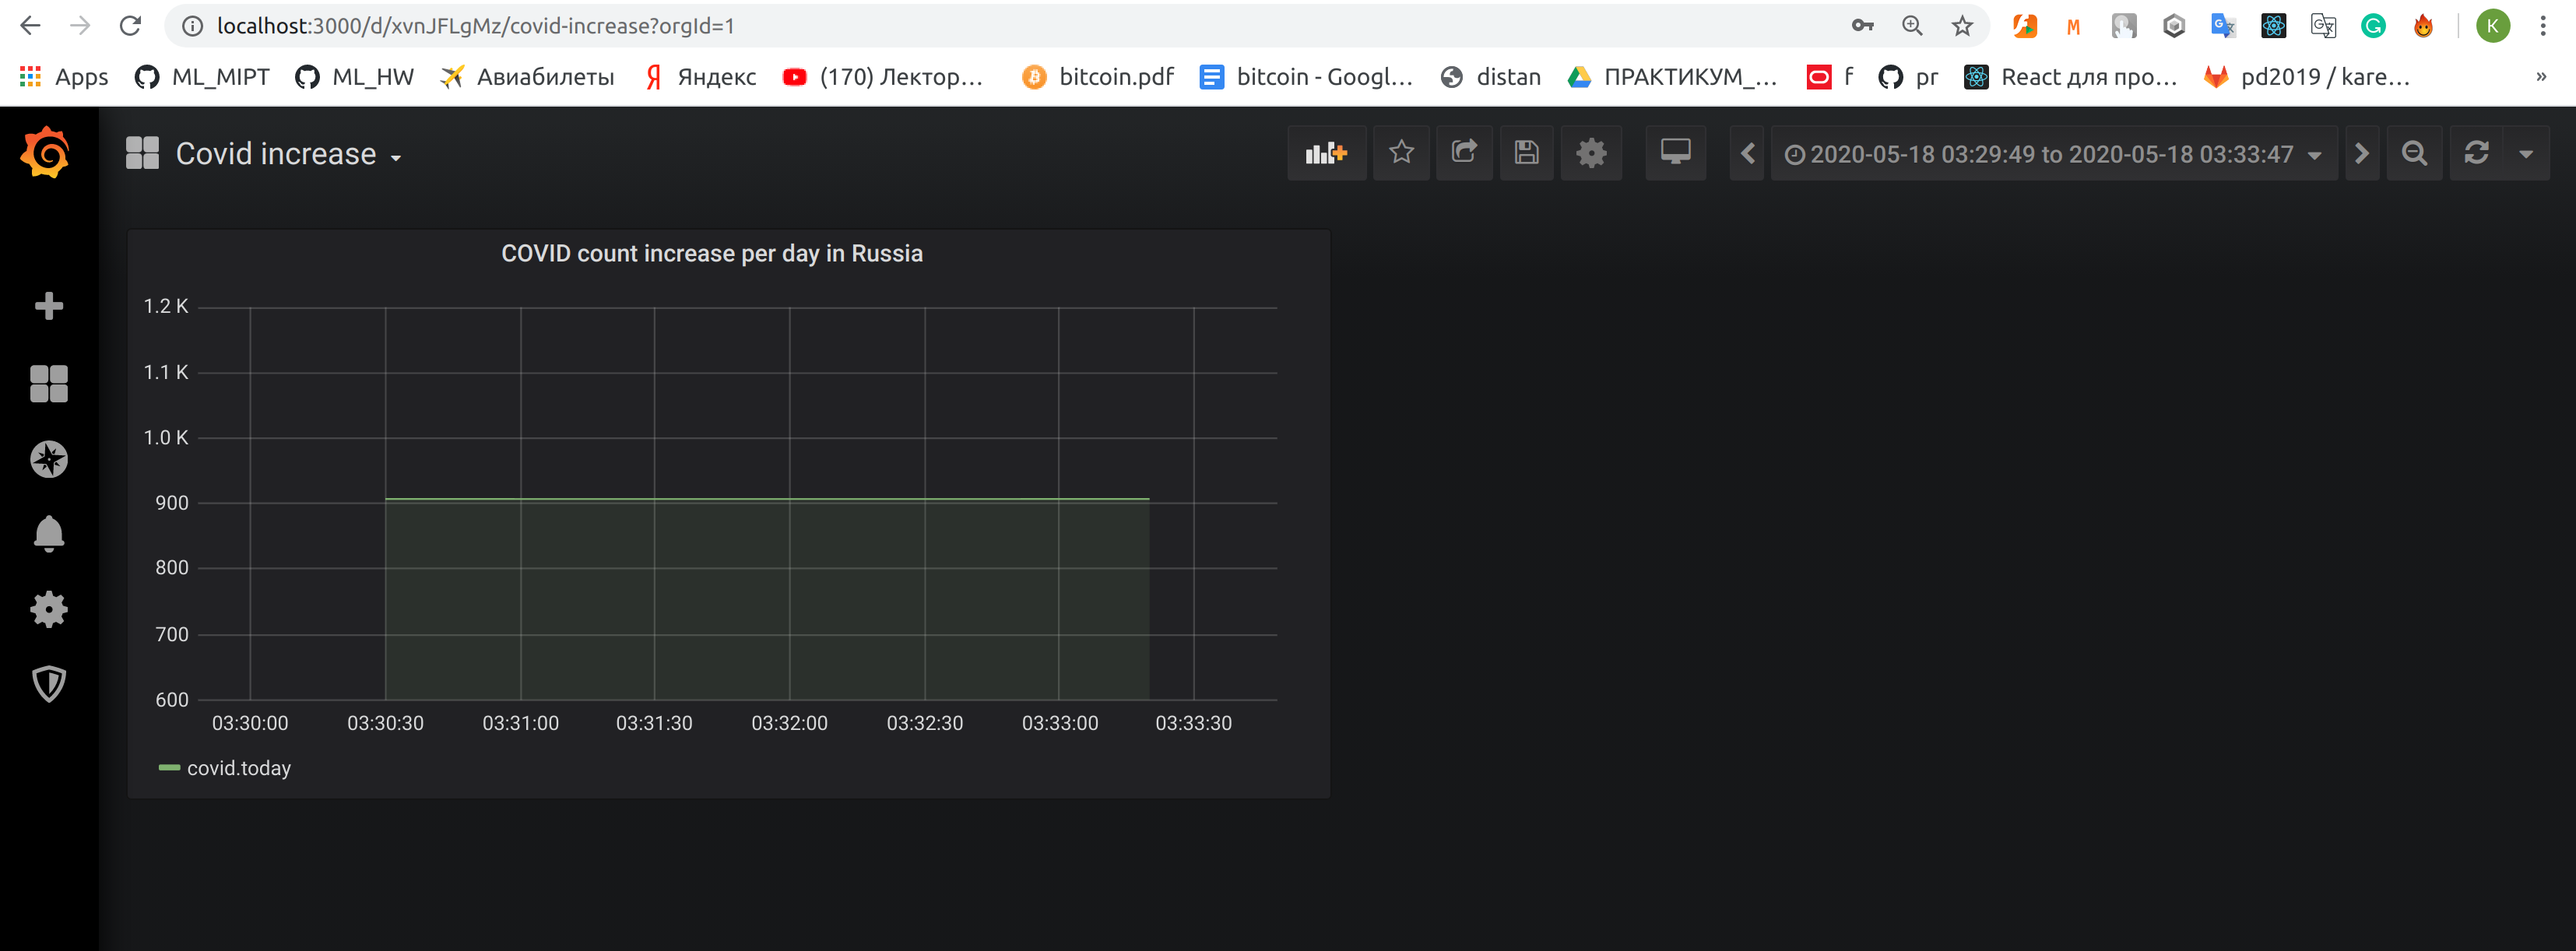 localhost:3000/d/xvnJFLgMz/covid-increase?orgId=1
K
Apps ML_MIPT ML_HW Авиабилеты Яндекс (170) Лектор... bitcoin.pdf bitcoin - Googl... distan ПРАКТИКУМ_... f pr React для про... pd2019 / kare... »
Covid increase
2020-05-18 03:29:49 to 2020-05-18 03:33:47
COVID count increase per day in Russia
1.2 K
1.1 K
1.0 K
900
800
700
600
03:30:00 03:30:30 03:31:00 03:31:30 03:32:00 03:32:30 03:33:00 03:33:30
covid.today